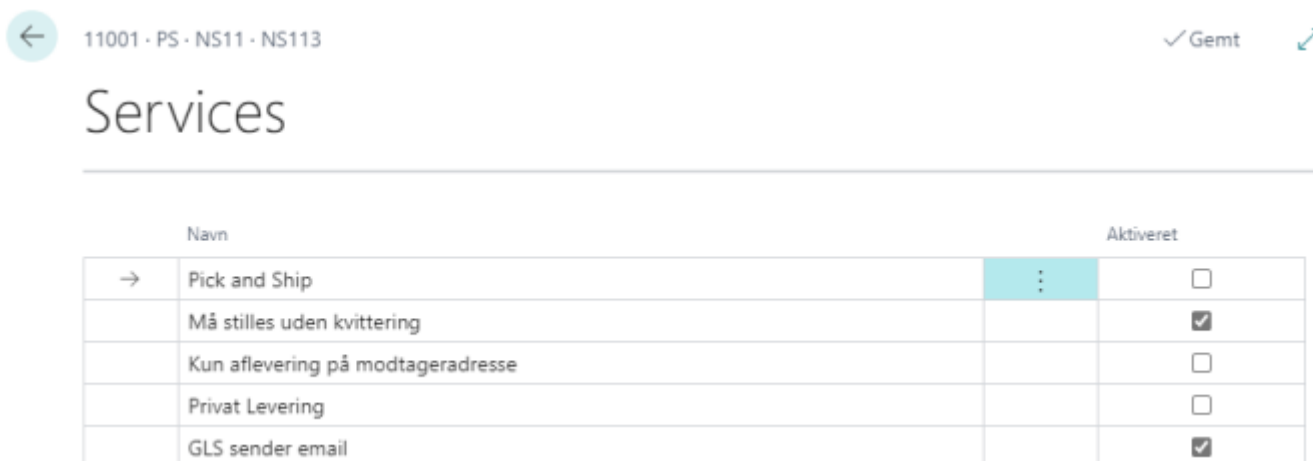 11001 · PS · NS11 · NS113 Gemt
Services
Navn Aktiveret
Pick and Ship
Må stilles uden kvittering
Kun aflevering på modtageradresse
Privat Levering
GLS sender email